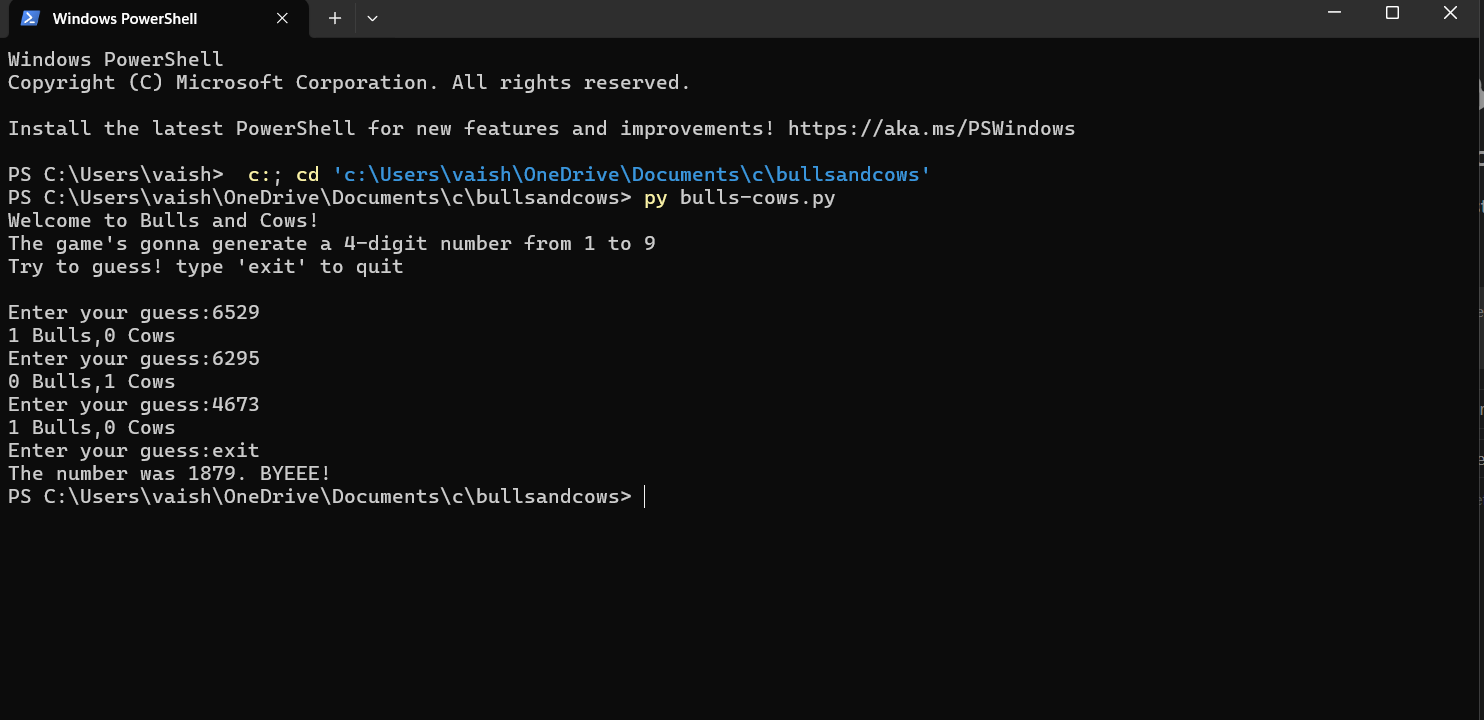 Windows PowerShell
Windows PowerShell
Copyright (C) Microsoft Corporation. All rights reserved.
Install the latest PowerShell for new features and improvements! https://aka.ms/PSWindows
PS C:\Users\vaish>  c:; cd 'c:\Users\vaish\OneDrive\Documents\c\bullsandcows'
PS C:\Users\vaish\OneDrive\Documents\c\bullsandcows> py bulls-cows.py
Welcome to Bulls and Cows!
The game's gonna generate a 4-digit number from 1 to 9
Try to guess! type 'exit' to quit
Enter your guess:6529
1 Bulls,0 Cows
Enter your guess:6295
0 Bulls,1 Cows
Enter your guess:4673
1 Bulls,0 Cows
Enter your guess:exit
The number was 1879. BYEEE!
PS C:\Users\vaish\OneDrive\Documents\c\bullsandcows>